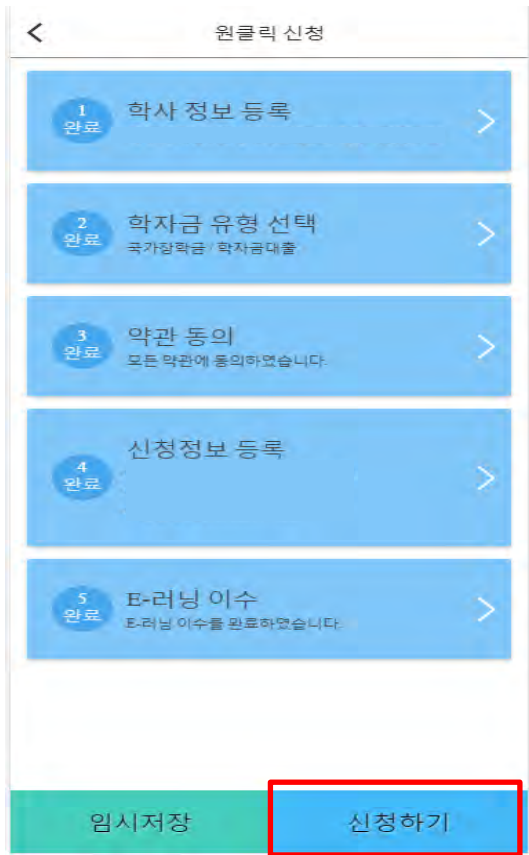 원클릭 신청
1
완료
학사 정보 등록
2
완료
학자금 유형 선택
국가장학금 / 학자금대출
3
완료
약관 동의
모든 약관에 동의하였습니다.
4
완료
신청정보 등록
5
완료
E-러닝 이수
E-러닝 이수를 완료하였습니다.
임시저장
신청하기